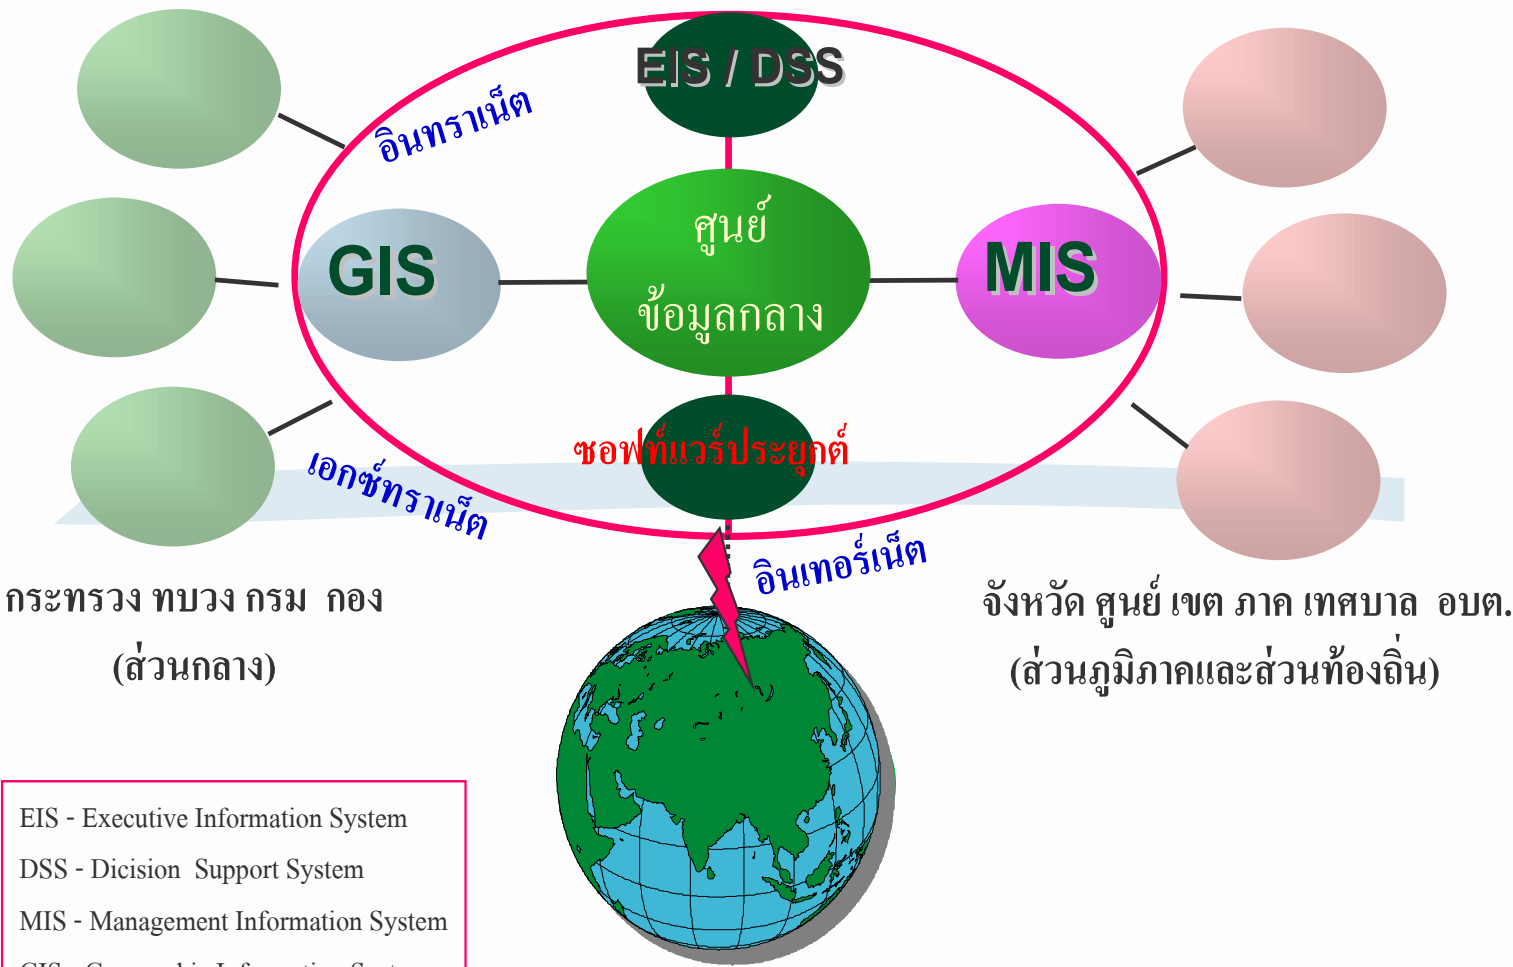 EIS / DSS
อินทราเน็ต
ศูนย์
ข้อมูลกลาง
GIS
MIS
ซอฟท์แวร์ประยุกต์
เอกซ์ทราเน็ต
อินเทอร์เน็ต
กระทรวง ทบวง กรม กอง
(ส่วนกลาง)
จังหวัด ศูนย์ เขต ภาค เทศบาล อบต.
(ส่วนภูมิภาคและส่วนท้องถิ่น)
EIS - Executive Information System
DSS - Dicision Support System
MIS - Management Information System